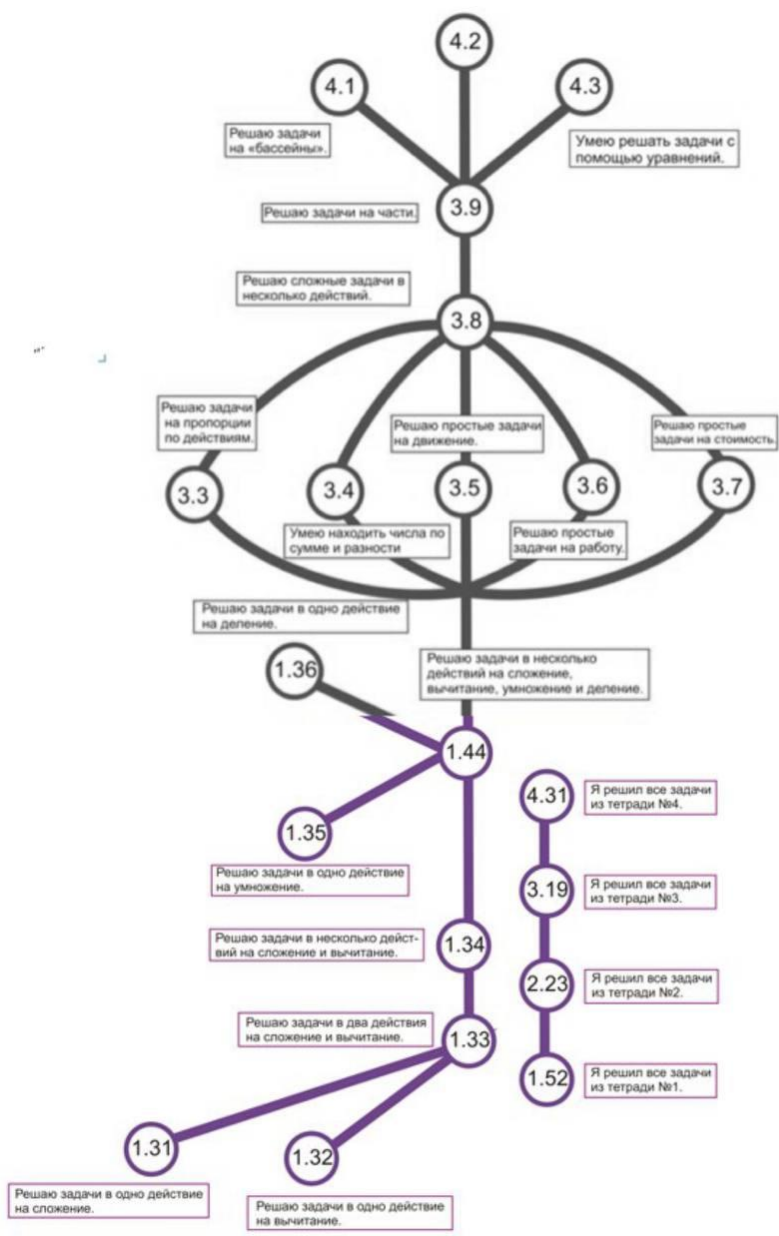 4.2
4.1
4.3
Решаю задачи
на «бассейны».
Умею решать задачи с
помощью уравнений.
Решаю задачи на части.
3.9
Решаю сложные задачи в
несколько действий.
3.8
Решаю задачи
на пропорции
по действиям.
Решаю простые задачи
на движение.
Решаю простые
задачи на стоимость.
3.3
3.4
3.5
3.6
3.7
Умею находить числа по
сумме и разности
Решаю простые
задачи на работу.
Решаю задачи в одно действие
на деление.
1.36
Решаю задачи в несколько
действий на сложение,
вычитание, умножение и деление.
1.44
4.31
Я решил все задачи
из тетради №4.
1.35
Решаю задачи в одно действие
на умножение.
3.19
Я решил все задачи
из тетради №3.
Решаю задачи в несколько дейст-
вий на сложение и вычитание.
1.34
2.23
Я решил все задачи
из тетради №2.
Решаю задачи в два действия
на сложение и вычитание.
1.33
1.52
Я решил все задачи
из тетради №1.
1.31
1.32
Решаю задачи в одно действие
на сложение.
Решаю задачи в одно действие
на вычитание.